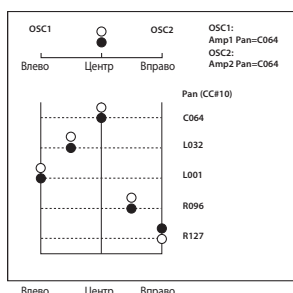 OSC1 OSC2 OSC1:
Amp1 Pan=C064
OSC2:
Amp2 Pan=C064
Влево Центр Вправо
Pan (CC#10)
C064
L032
L001
R096
R127
Влево Центр Вправо